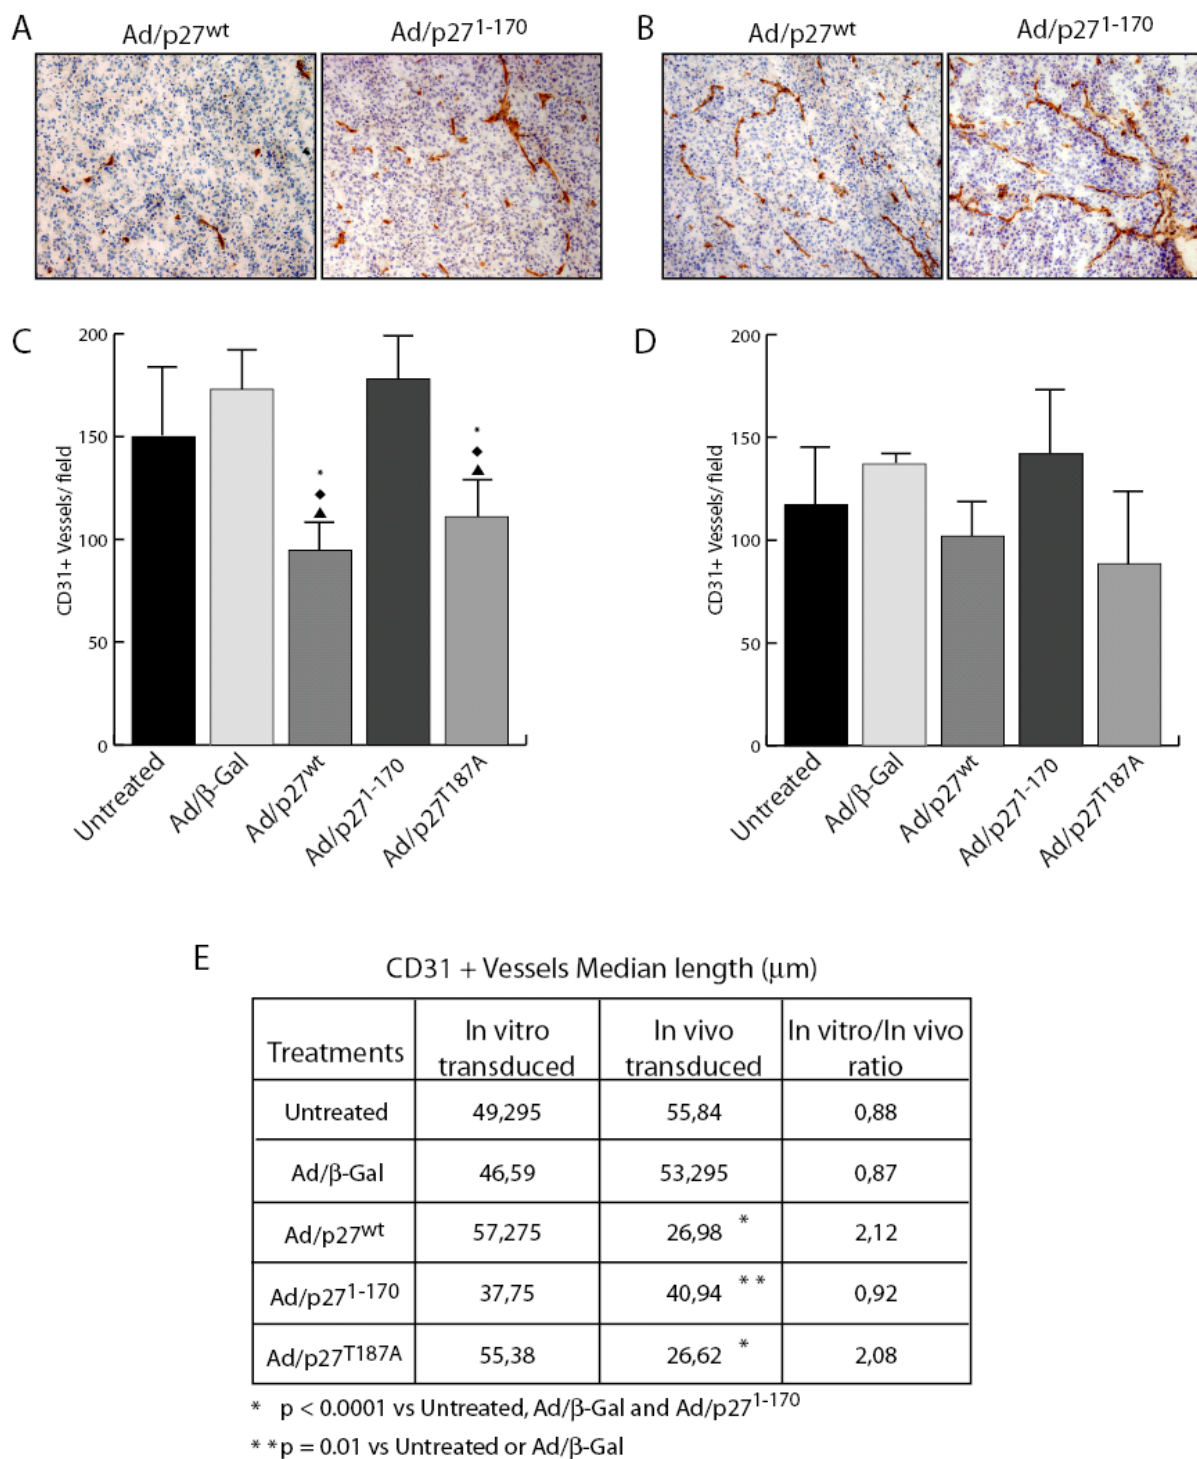 A
Ad/p27wt
Ad/p271-170
B
Ad/p27wt
Ad/p271-170
C
200
150
100
50
0
CD31+ Vessels/ field
*
◆
▲
*
◆
▲
Untreated
Ad/β-Gal
Ad/p27wt
Ad/p271-170
Ad/p27T187A
D
200
150
100
50
0
CD31+ Vessels/ field
Untreated
Ad/β-Gal
Ad/p27wt
Ad/p271-170
Ad/p27T187A
E
CD31 + Vessels Median length (μm)
Treatments
In vitro
transduced
In vivo
transduced
In vitro/In vivo
ratio
Untreated 49,295 55,84 0,88
Ad/β-Gal 46,59 53,295 0,87
Ad/p27wt 57,275 26,98 * 2,12
Ad/p271-170 37,75 40,94 ** 0,92
Ad/p27T187A 55,38 26,62 * 2,08
* p < 0.0001 vs Untreated, Ad/β-Gal and Ad/p271-170
**p = 0.01 vs Untreated or Ad/β-Gal